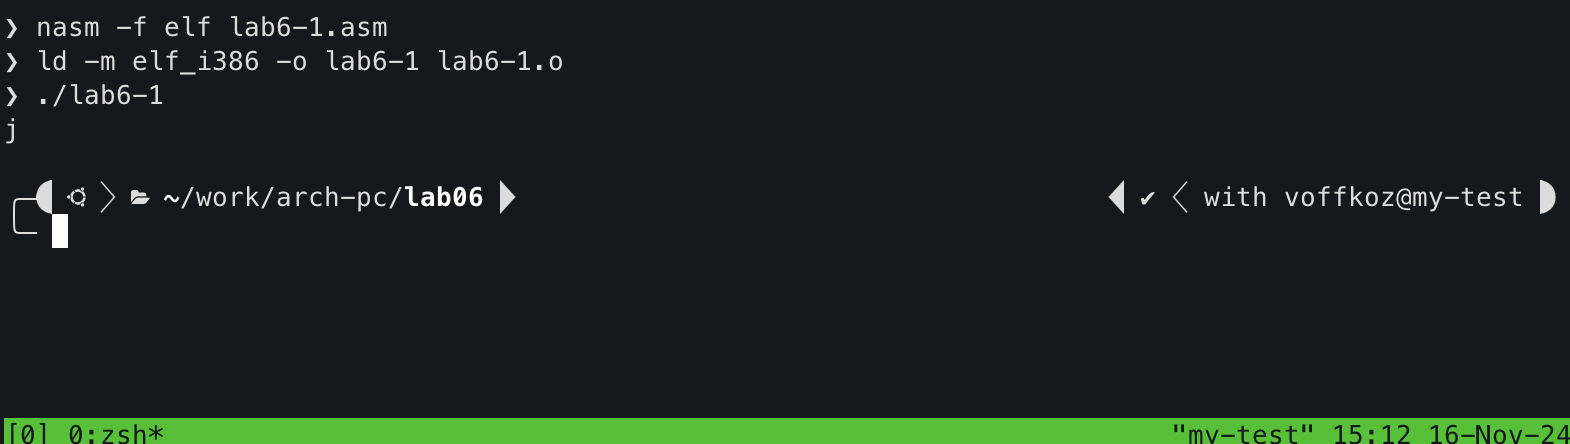 ❯ nasm -f elf lab6-1.asm
❯ ld -m elf_i386 -o lab6-1 lab6-1.o
❯ ./lab6-1
j
~/work/arch-pc/lab06 ✔ with voffkoz@my-test
[0] 0:zsh* "my-test" 15:12 16-Nov-24